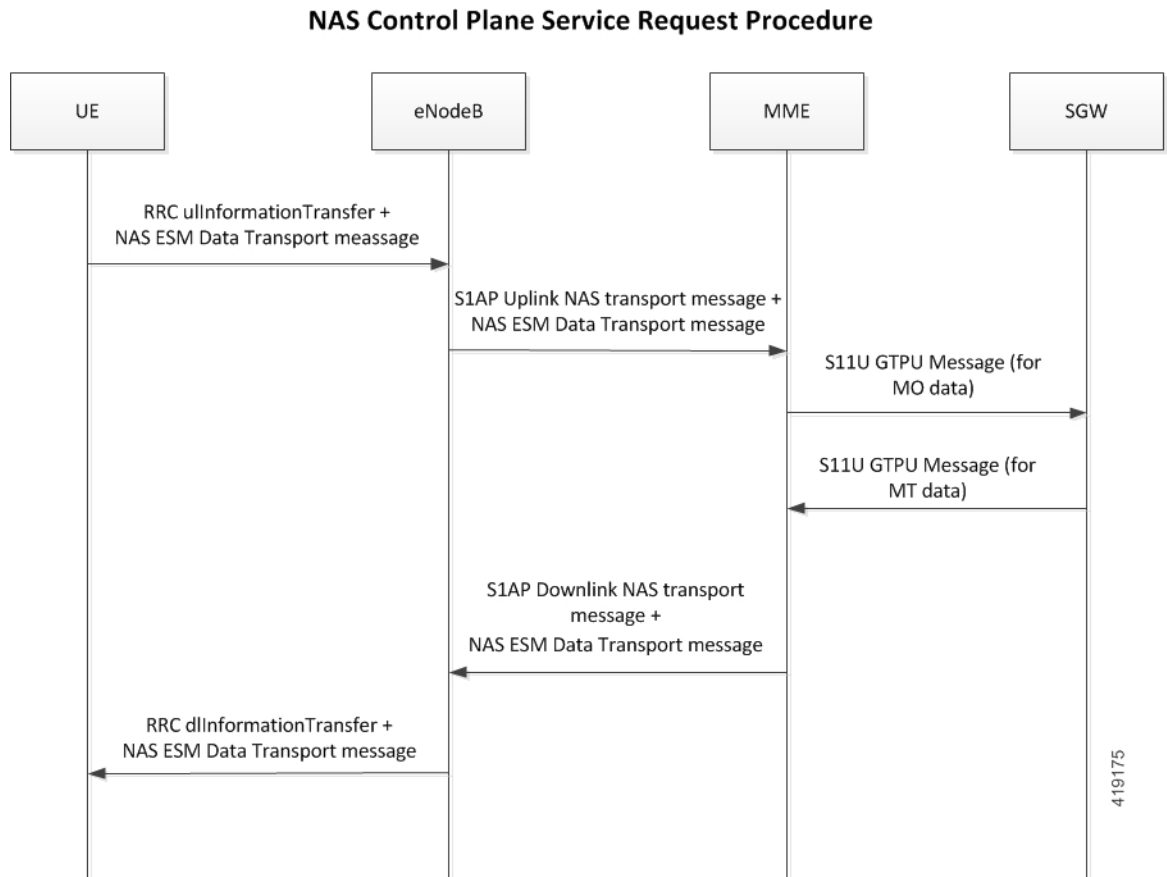 NAS Control Plane Service Request Procedure
UE
eNodeB
MME
SGW
RRC ulInformationTransfer +
NAS ESM Data Transport meassage
S1AP Uplink NAS transport message +
NAS ESM Data Transport message
S11U GTPU Message (for
MO data)
S11U GTPU Message (for
MT data)
S1AP Downlink NAS transport
message +
NAS ESM Data Transport message
RRC dlInformationTransfer +
NAS ESM Data Transport message
419175